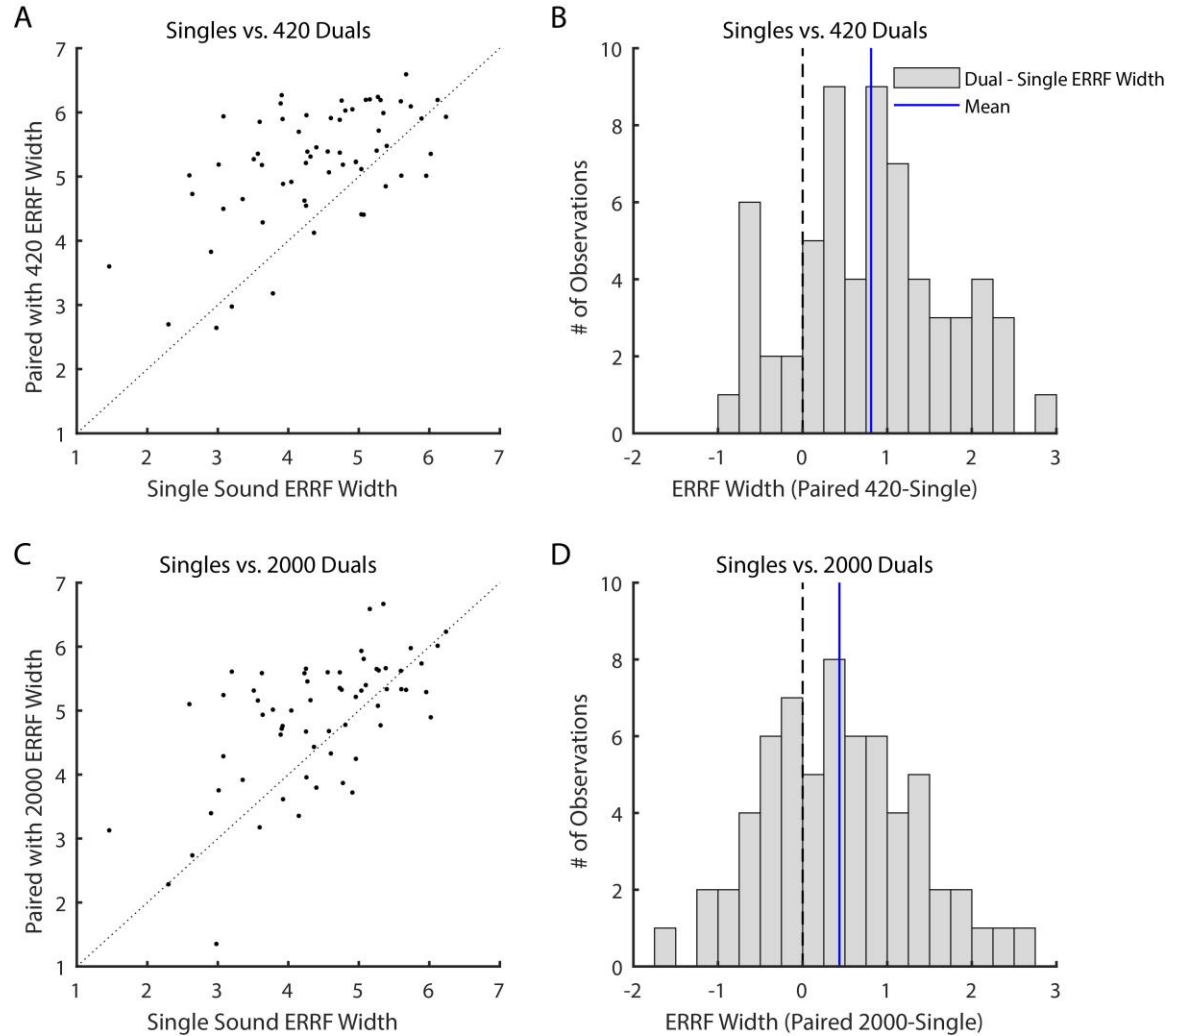 A
Singles vs. 420 Duals
7
6
5
4
3
2
1
Paired with 420 ERRF Width
1 2 3 4 5 6 7
Single Sound ERRF Width
B
Singles vs. 420 Duals
10
8
6
4
2
0
# of Observations
Dual - Single ERRF Width
Mean
-2 -1 0 1 2 3
ERRF Width (Paired 420-Single)
C
Singles vs. 2000 Duals
7
6
5
4
3
2
1
Paired with 2000 ERRF Width
1 2 3 4 5 6 7
Single Sound ERRF Width
D
Singles vs. 2000 Duals
10
8
6
4
2
0
# of Observations
-2 -1 0 1 2 3
ERRF Width (Paired 2000-Single)